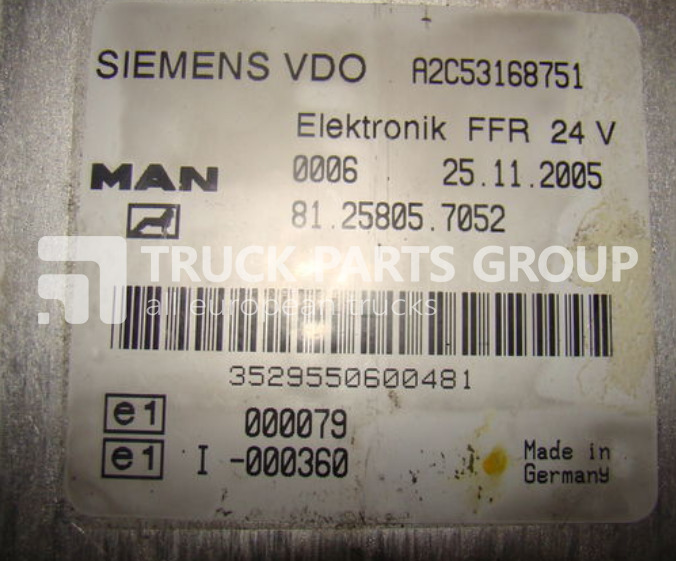 SIEMENS VDO A2C53168751
Elektronik FFR 24 V
MAN 0006 25.11.2005
81.25805.7052
TRUCK PARTS GROUP
all european trucks
3529550600481
e1 000079
e1 I -000360
Made in
Germany